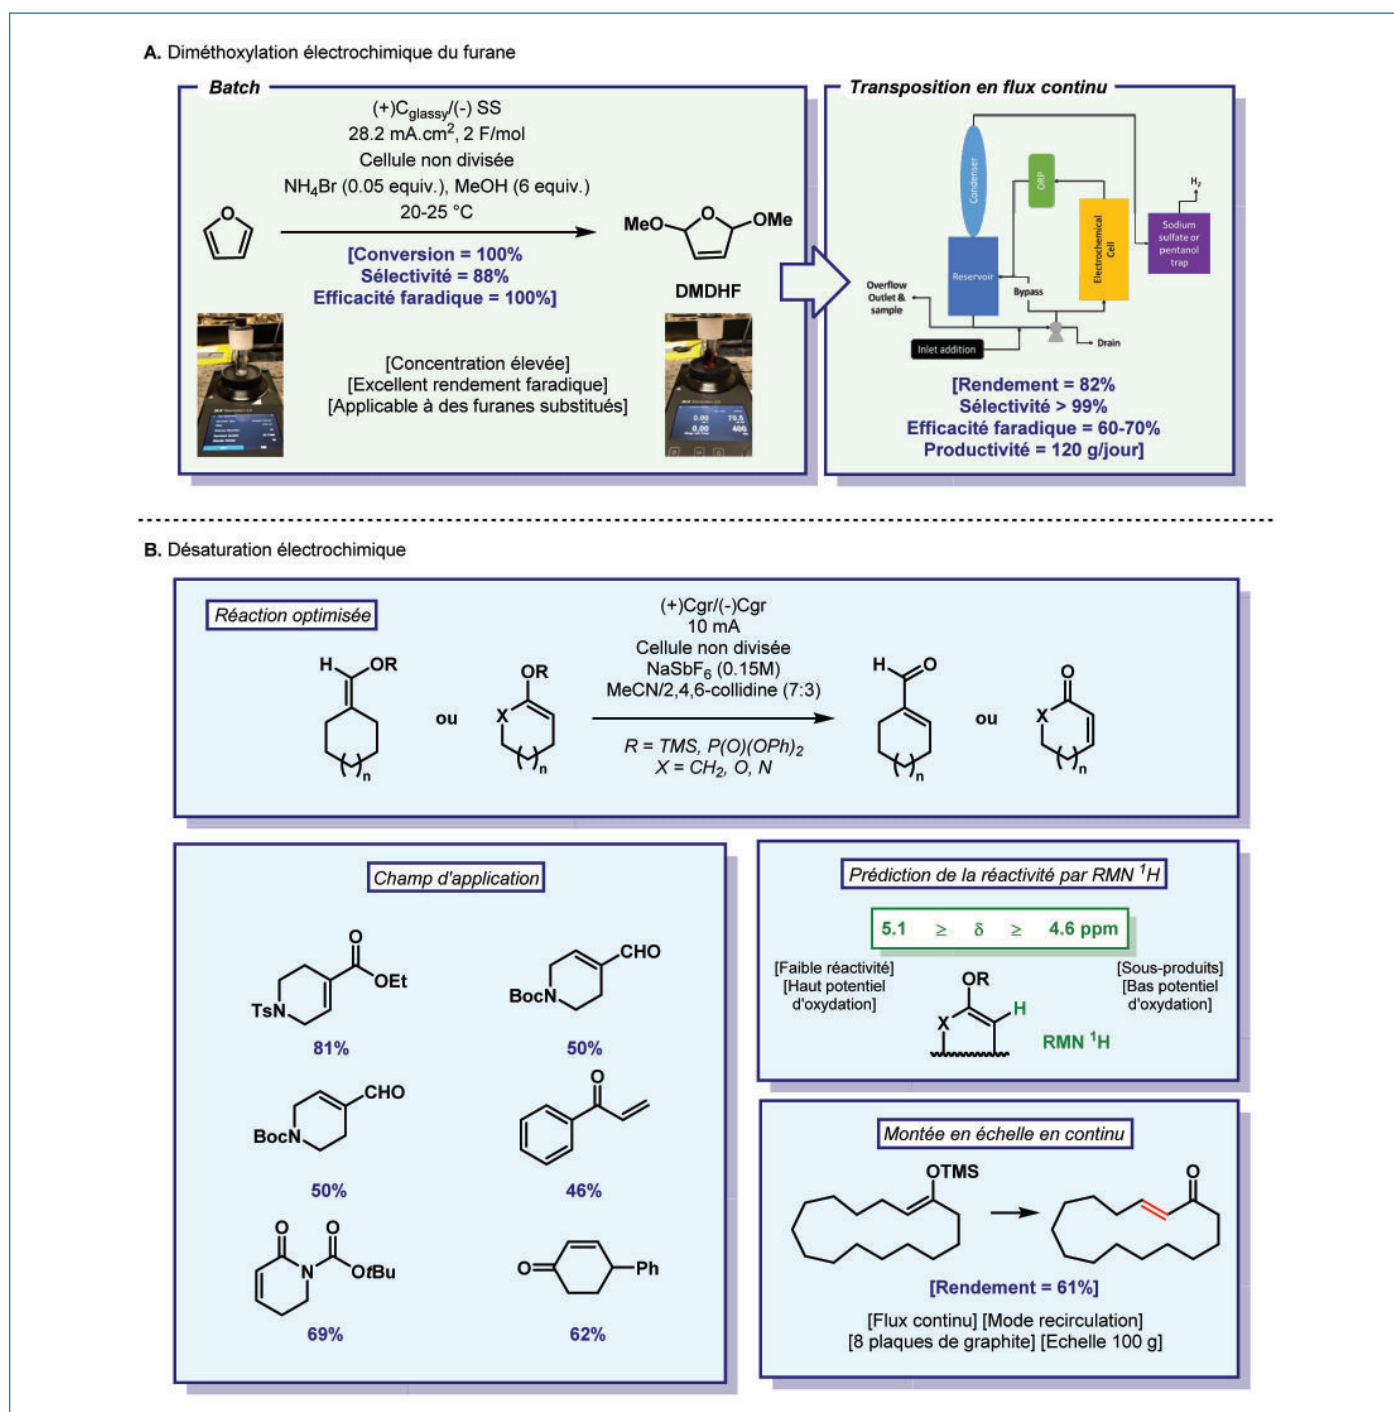 A. Diméthoxylation électrochimique du furane
Batch
(+)Cglassy/(-) SS
28.2 mA.cm², 2 F/mol
Cellule non divisée
NH₄Br (0.05 equiv.), MeOH (6 equiv.)
20-25 °C
O
MeO
O
OMe
[Conversion = 100%
Sélectivité = 88%
Efficacité faradique = 100%]
DMDHF
[Concentration élevée]
[Excellent rendement faradique]
[Applicable à des furanes substitués]
0.00
70.5
0.00
400
Transposition en flux continu
Condenser
ORP
H₂
Electrochemical
Cell
Sodium
sulfate or
pentanol
trap
Reservoir
Overflow
Outlet &
sample
Bypass
Drain
Inlet addition
[Rendement = 82%
Sélectivité > 99%
Efficacité faradique = 60-70%
Productivité = 120 g/jour]
B. Désaturation électrochimique
Réaction optimisée
H
OR
( )n
ou
OR
X
( )n
(+)Cgr/(-)Cgr
10 mA
Cellule non divisée
NaSbF₆ (0.15M)
MeCN/2,4,6-collidine (7:3)
R = TMS, P(O)(OPh)₂
X = CH₂, O, N
H
O
( )n
ou
O
X
( )n
Champ d'application
O
OEt
TsN
81%
CHO
BocN
50%
CHO
BocN
50%
O
46%
O
O
N
OtBu
69%
O
Ph
62%
Prédiction de la réactivité par RMN ¹H
5.1 ≥ δ ≥ 4.6 ppm
[Faible réactivité]
[Haut potentiel
d'oxydation]
[Sous-produits]
[Bas potentiel
d'oxydation]
OR
X
H
RMN ¹H
Montée en échelle en continu
OTMS
O
[Rendement = 61%]
[Flux continu] [Mode recirculation]
[8 plaques de graphite] [Echelle 100 g]